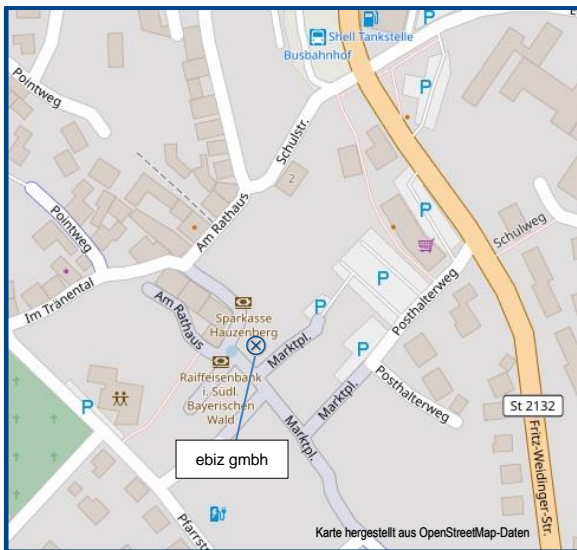 Shell Tankstelle
Busbahnhof
P
Pointweg
P
Schulstr.
2
Pointweg
Am Rathaus
P
Schulweg
P
Im Tränental
Am Rathaus
Sparkasse
Hauzenberg
P
Posthalterweg
Marktpl.
P
Raiffeisenbank
i. Südl.
Bayerischen
Wald
Marktpl.
Posthalterweg
P
St 2132
Marktpl.
ebiz gmbh
Fritz-Weidinger-Str.
Pfarrstr
Karte hergestellt aus OpenStreetMap-Daten